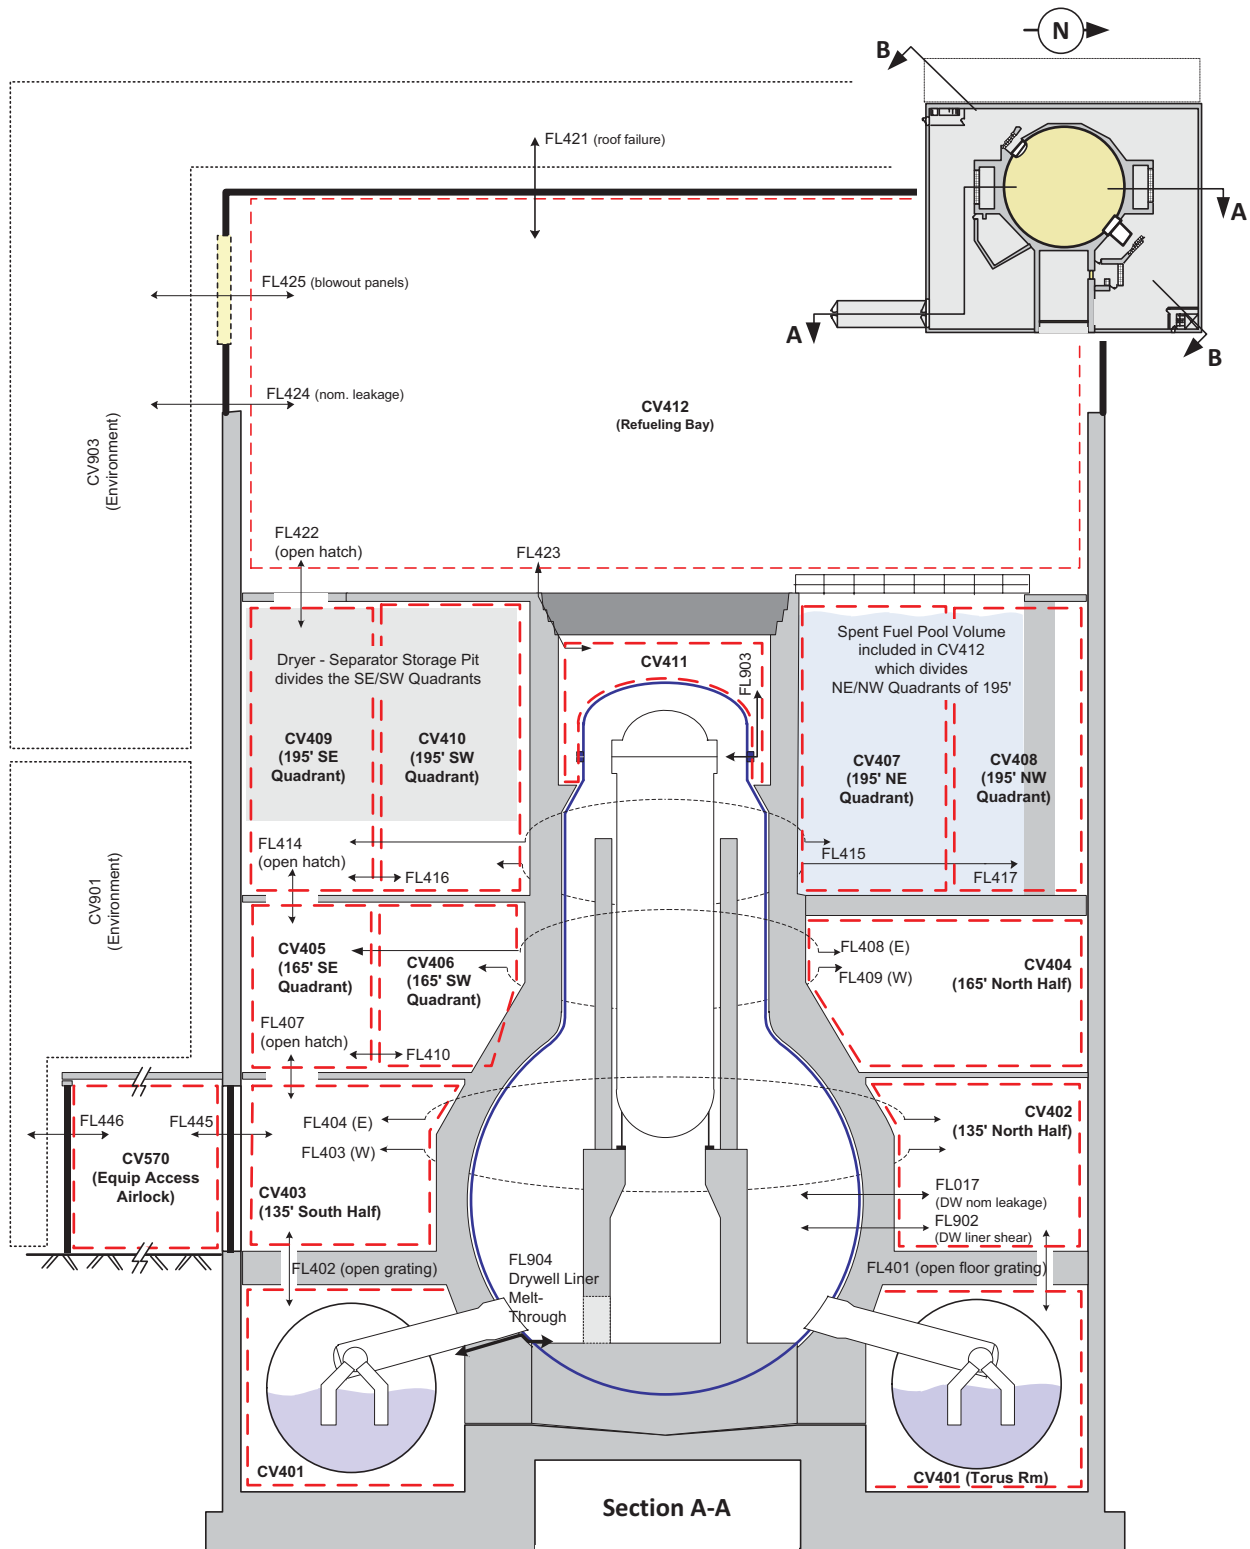 N
B
FL421 (roof failure)
A
FL425 (blowout panels)
A
B
FL424 (nom. leakage)
CV412
(Refueling Bay)
CV903
(Environment)
FL422
(open hatch)
FL423
Dryer - Separator Storage Pit
divides the SE/SW Quadrants
CV411
FL903
Spent Fuel Pool Volume
included in CV412
which divides
NE/NW Quadrants of 195'
CV409
(195' SE
Quadrant)
CV410
(195' SW
Quadrant)
CV407
(195' NE
Quadrant)
CV408
(195' NW
Quadrant)
FL414
(open hatch)
FL416
FL415
FL417
CV901
(Environment)
CV405
(165' SE
Quadrant)
CV406
(165' SW
Quadrant)
FL408 (E)
FL409 (W)
CV404
(165' North Half)
FL407
(open hatch)
FL410
FL446
FL445
FL404 (E)
FL403 (W)
CV402
(135' North Half)
CV570
(Equip Access
Airlock)
CV403
(135' South Half)
FL017
(DW nom leakage)
FL902
(DW liner shear)
FL402 (open grating)
FL904
Drywell Liner
Melt-
Through
FL401 (open floor grating)
CV401
CV401 (Torus Rm)
Section A-A